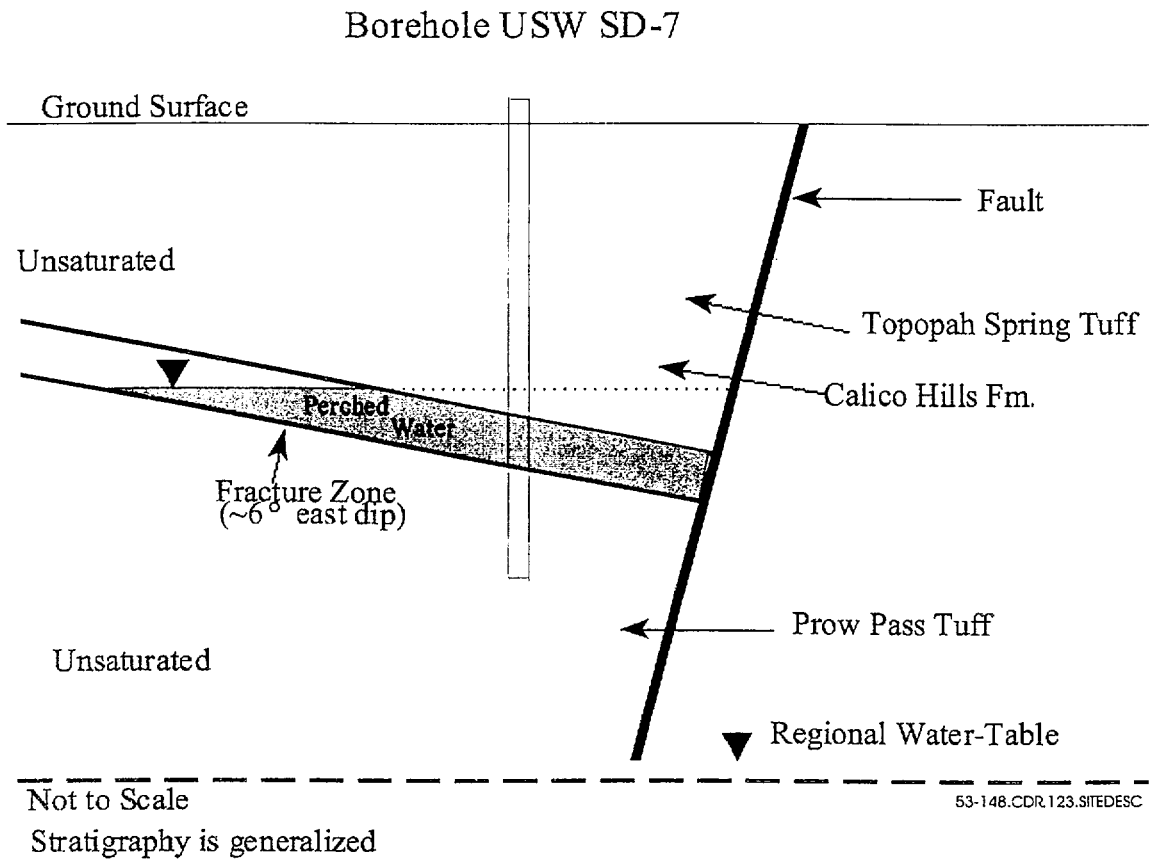 Borehole USW SD-7
Ground Surface
Fault
Unsaturated
Topopah Spring Tuff
Calico Hills Fm.
Perched
Water
Fracture Zone
(~6° east dip)
Prow Pass Tuff
Unsaturated
Regional Water-Table
Not to Scale
53-148.CDR.123.SITEDESC
Stratigraphy is generalized